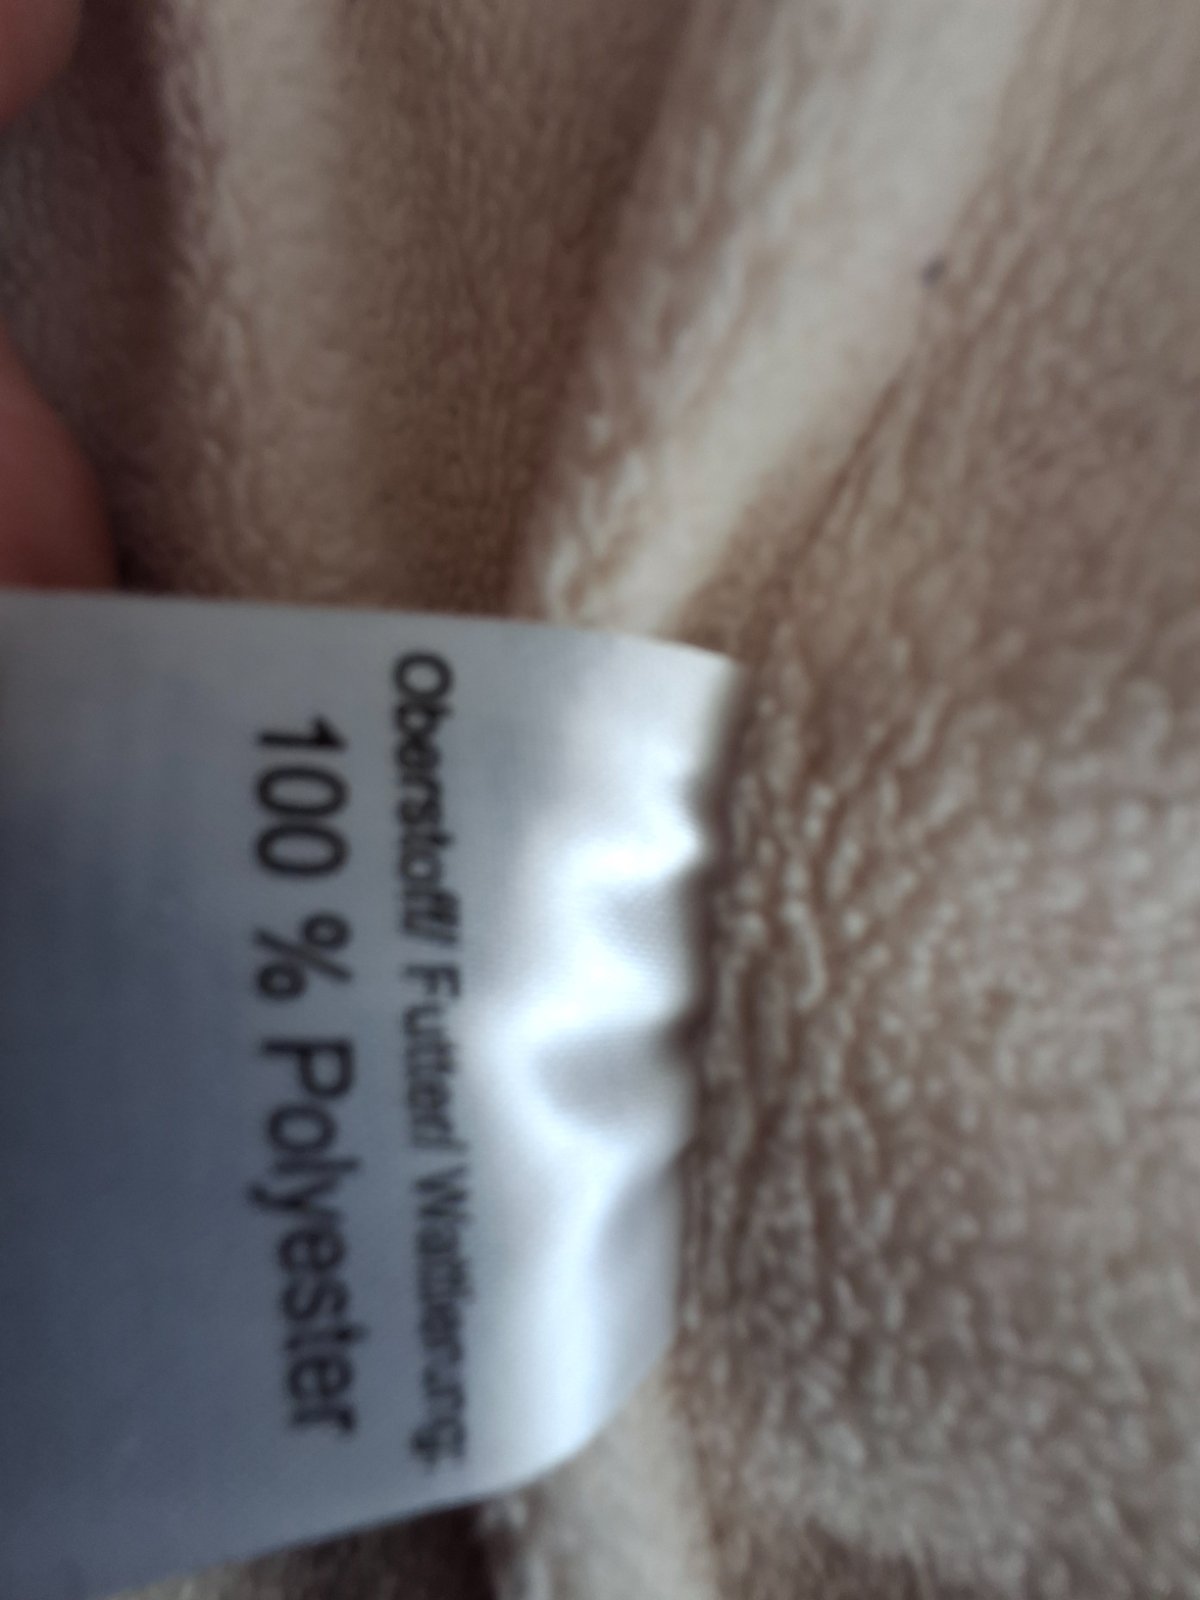 Oberstoff/ Futter/ Wattierung:
100 % Polyester